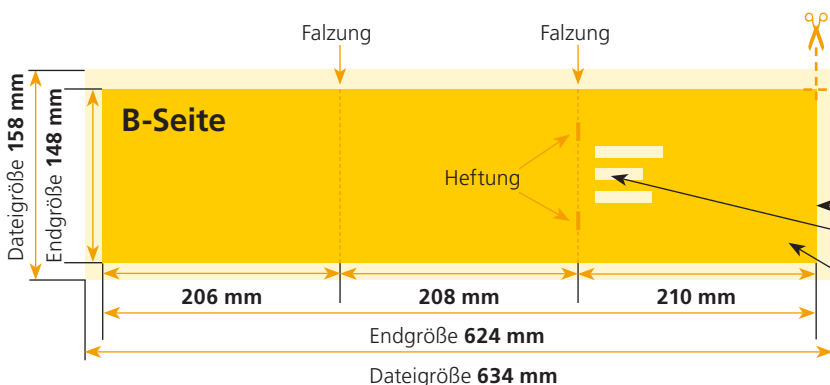 Falzung
Falzung
B-Seite
Dateigröße 158 mm
Endgröße 148 mm
Heftung
206 mm
208 mm
210 mm
Endgröße 624 mm
Dateigröße 634 mm